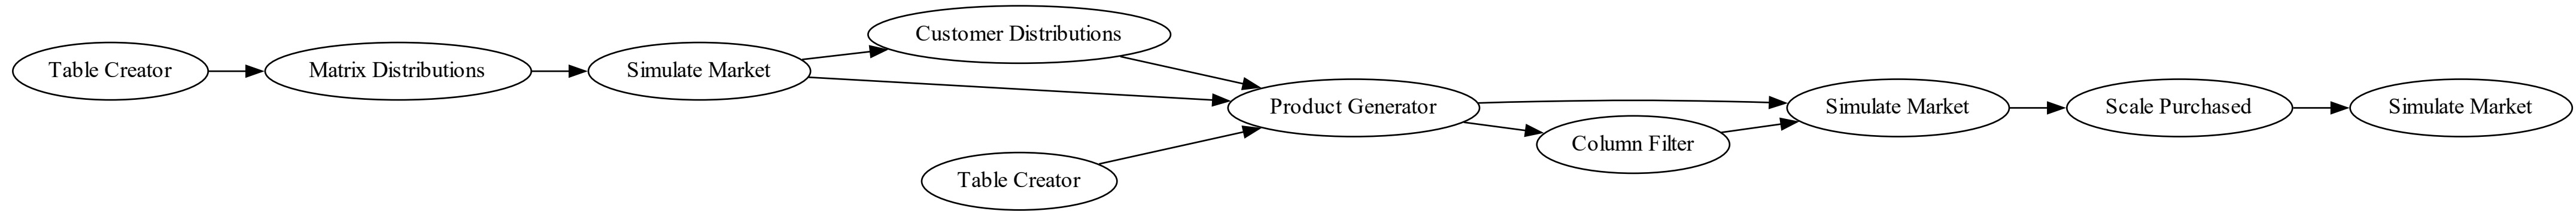 Table Creator
Matrix Distributions
Simulate Market
Customer Distributions
Table Creator
Product Generator
Column Filter
Simulate Market
Scale Purchased
Simulate Market